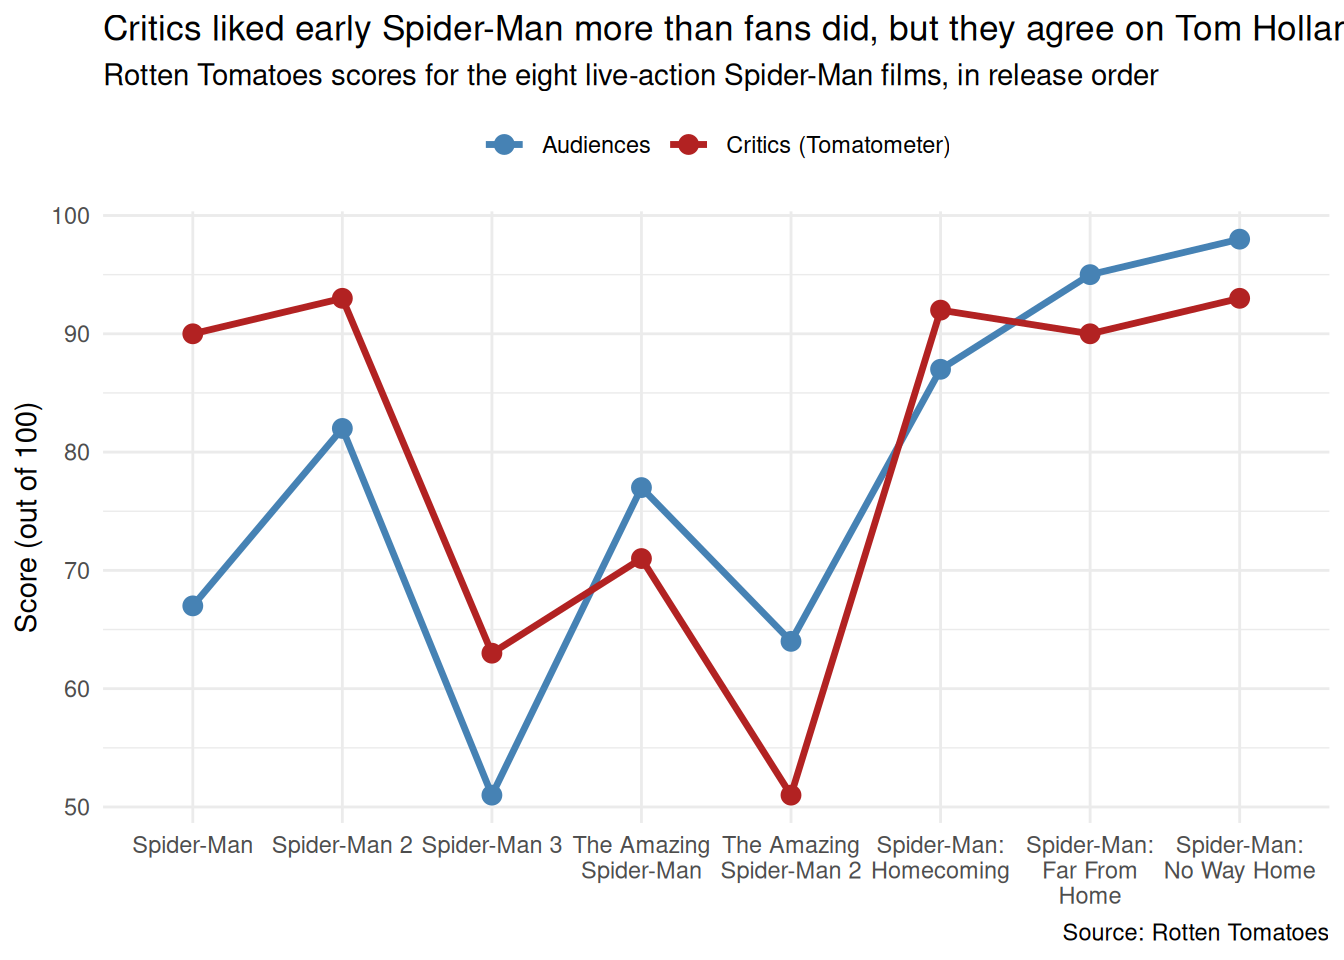 Critics liked early Spider-Man more than fans did, but they agree on Tom
Rotten Tomatoes scores for the eight live-action Spider-Man films, in release order
Audiences
Critics (Tomatometer)
Score (out of 100)
100
90
80
70
60
50
Spider-Man
Spider-Man 2
Spider-Man 3
The Amazing
Spider-Man
The Amazing
Spider-Man 2
Spider-Man:
Homecoming
Spider-Man:
Far From
Home
Spider-Man:
No Way Home
Source: Rotten Tomatoes